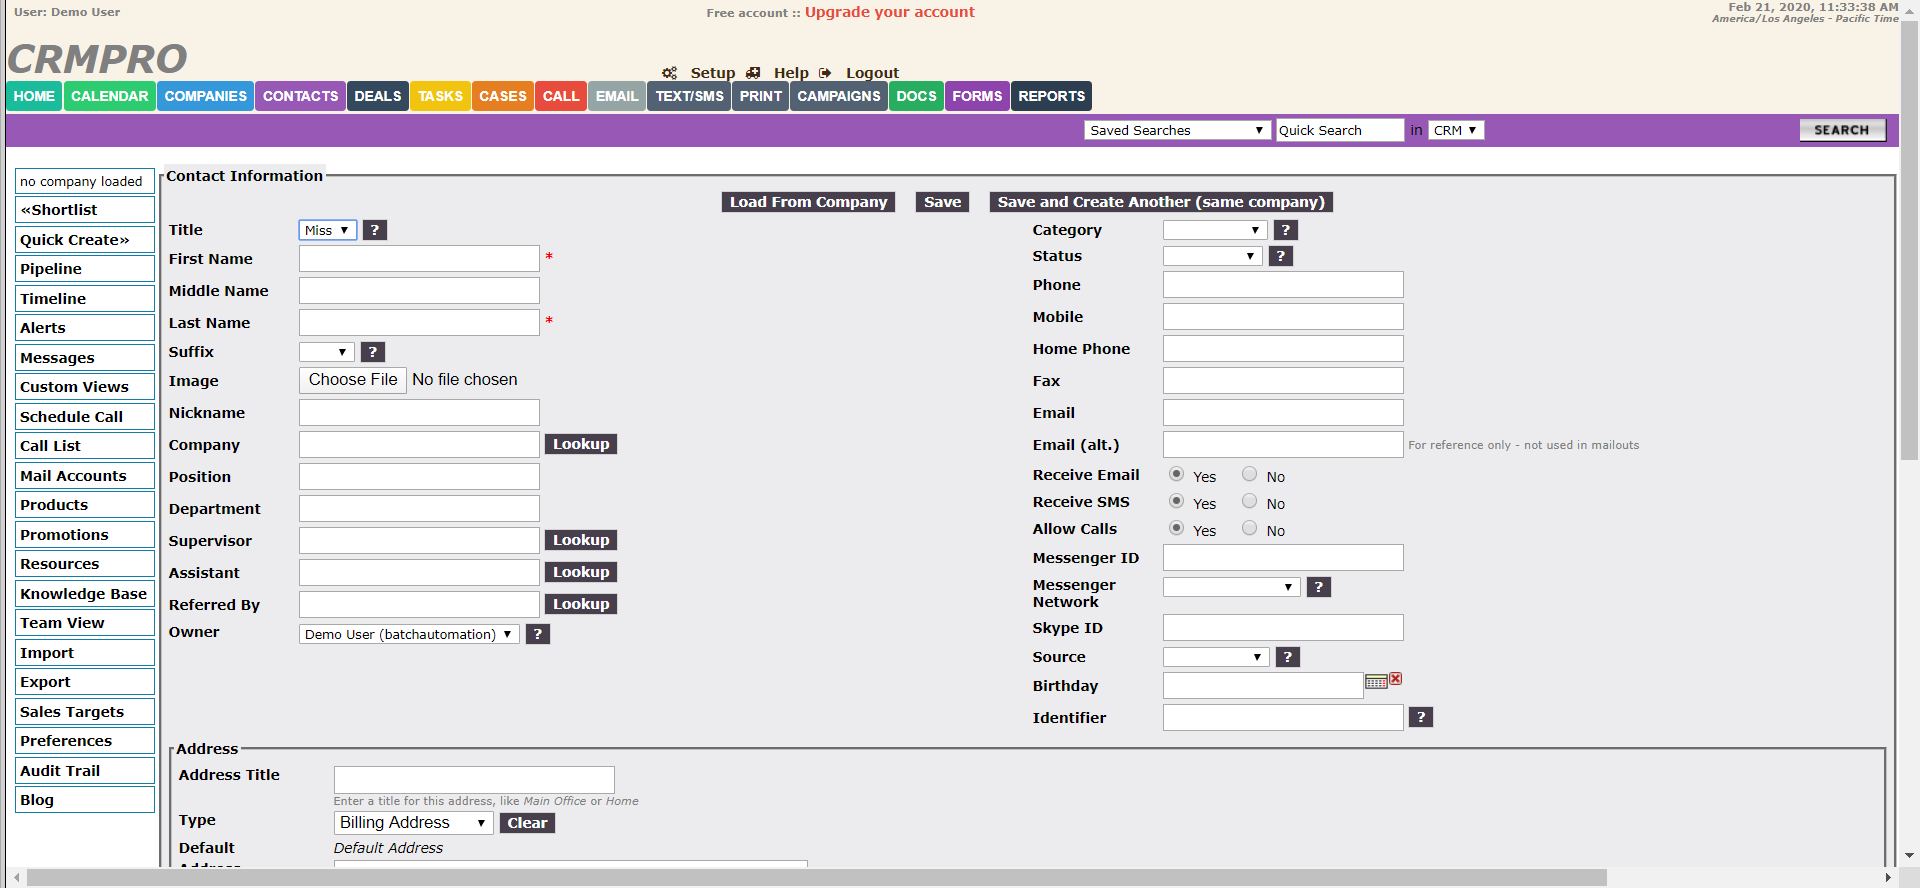 User: Demo User
Free account :: Upgrade your account
Feb 21, 2020, 11:33:38 AM
America/Los Angeles - Pacific Time
CRMPRO
Setup Help Logout
HOME CALENDAR COMPANIES CONTACTS DEALS TASKS CASES CALL EMAIL TEXT/SMS PRINT CAMPAIGNS DOCS FORMS REPORTS
Saved Searches Quick Search in CRM SEARCH
no company loaded
«Shortlist
Quick Create»
Pipeline
Timeline
Alerts
Messages
Custom Views
Schedule Call
Call List
Mail Accounts
Products
Promotions
Resources
Knowledge Base
Team View
Import
Export
Sales Targets
Preferences
Audit Trail
Blog
Contact Information
Load From Company Save Save and Create Another (same company)
Title Miss ?
First Name *
Middle Name
Last Name *
Suffix ?
Image Choose File No file chosen
Nickname
Company Lookup
Position
Department
Supervisor Lookup
Assistant Lookup
Referred By Lookup
Owner Demo User (batchautomation) ?
Category ?
Status ?
Phone
Mobile
Home Phone
Fax
Email
Email (alt.) For reference only - not used in mailouts
Receive Email Yes No
Receive SMS Yes No
Allow Calls Yes No
Messenger ID
Messenger
Network ?
Skype ID
Source ?
Birthday
Identifier ?
Address
Address Title
Enter a title for this address, like Main Office or Home
Type Billing Address Clear
Default Default Address